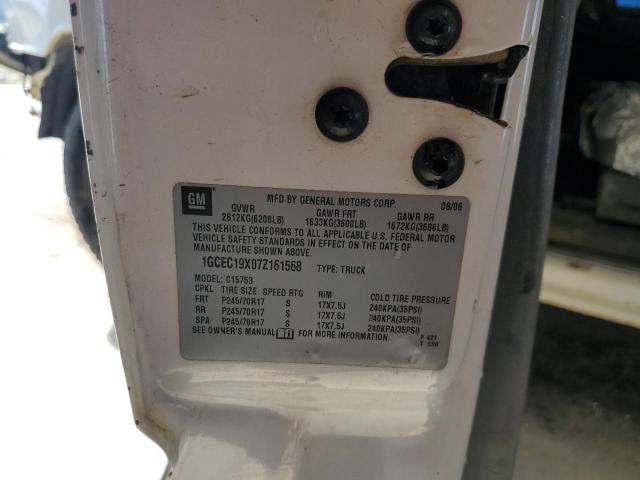 GM
MFD BY GENERAL MOTORS CORP. 08/06
GVWR GAWR FRT GAWR RR
2812KG(6200LB) 1633KG(3600LB) 1672KG(3686LB)
THIS VEHICLE CONFORMS TO ALL APPLICABLE U.S. FEDERAL MOTOR
VEHICLE SAFETY STANDARDS IN EFFECT ON THE DATE OF
MANUFACTURE SHOWN ABOVE.
1GCEC19X07Z161568 TYPE: TRUCK
MODEL: C15753
CPKL TIRE SIZE SPEED RTG RIM COLD TIRE PRESSURE
FRT P245/70R17 S 17X7.5J 240KPA(35PSI)
RR P245/70R17 S 17X7.5J 240KPA(35PSI)
SPA P245/70R17 S 17X7.5J 240KPA(35PSI)
SEE OWNER'S MANUAL FOR MORE INFORMATION. F 421
T 500